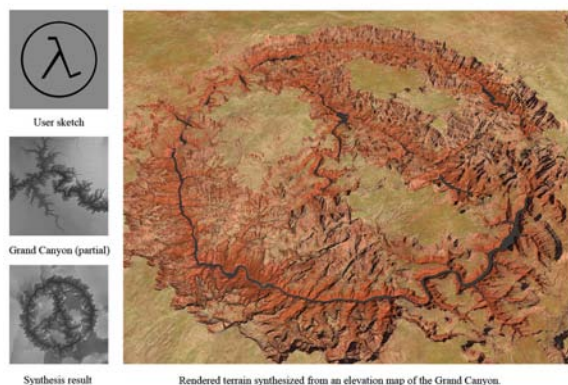 λ
User sketch
Grand Canyon (partial)
Synthesis result
Rendered terrain synthesized from an elevation map of the Grand Canyon.